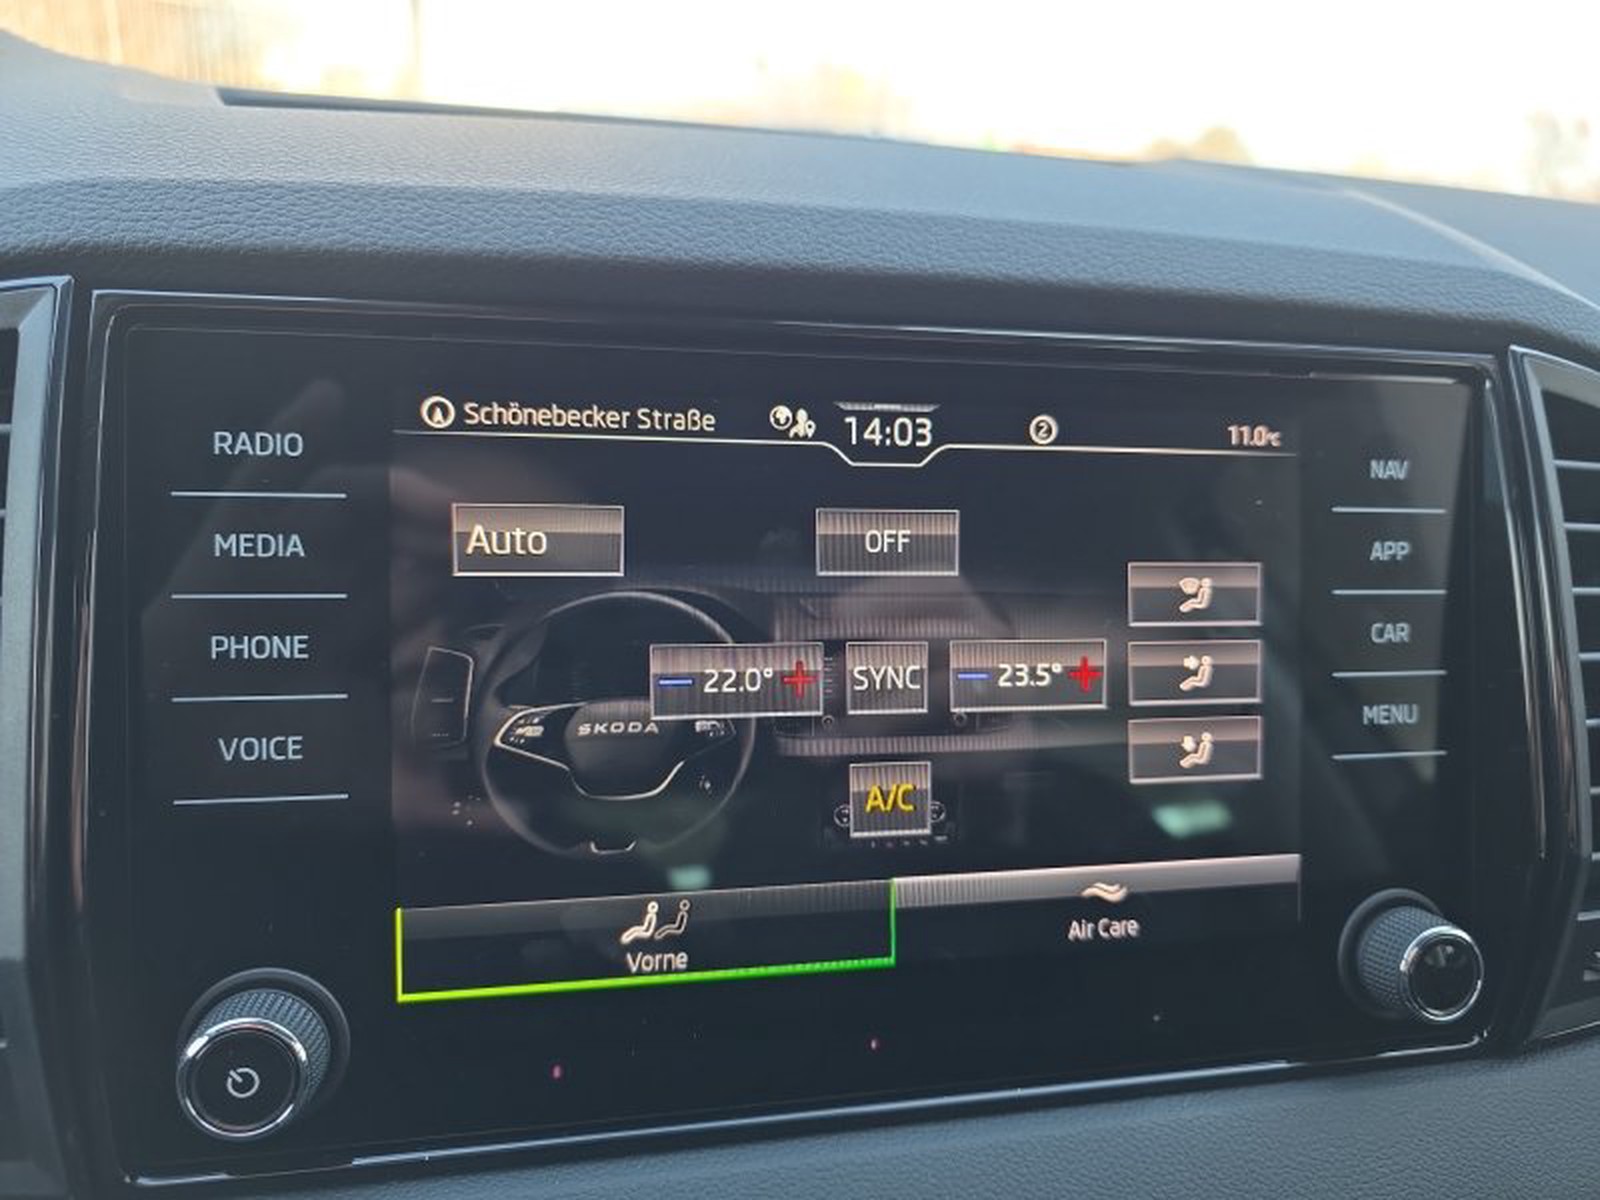 RADIO
MEDIA
PHONE
VOICE
Schönebecker Straße
14:03
2
11.0°C
Auto
OFF
22.0°
SYNC
23.5°
SKODA
A/C
Vorne
Air Care
NAV
APP
CAR
MENU